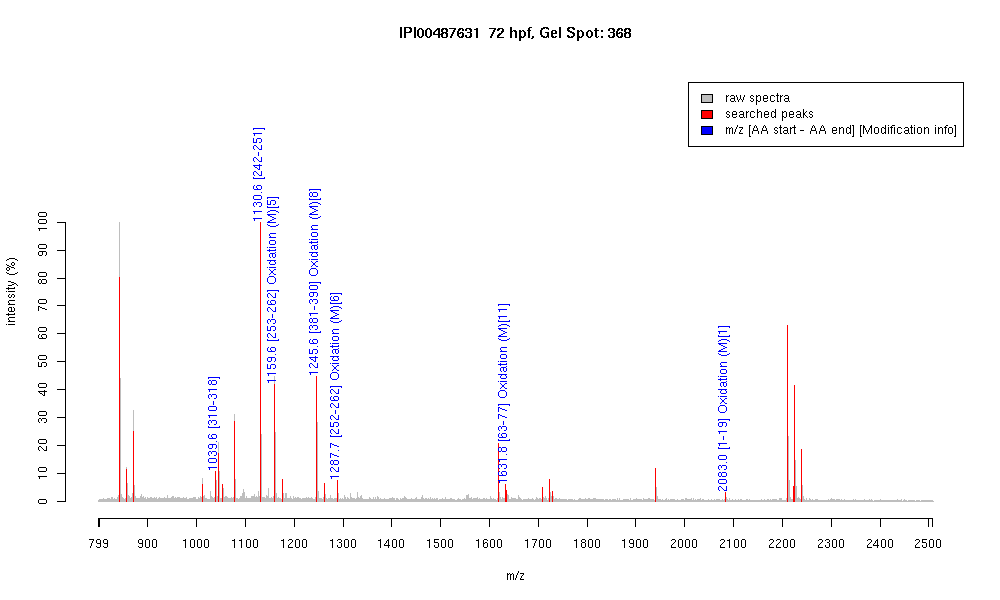 IPI00487631 72 hpf, Gel Spot: 368
raw spectra
searched peaks
m/z [AA start - AA end] [Modification info]
intensity (%)
100
90
80
70
60
50
40
30
20
10
0
1039.6 [310-318]
1130.6 [242-251]
1159.6 [253-262] Oxidation (M)[5]
1245.6 [381-390] Oxidation (M)[8]
1287.7 [252-262] Oxidation (M)[6]
1631.8 [63-77] Oxidation (M)[11]
2083.0 [1-19] Oxidation (M)[1]
799 900 1000 1100 1200 1300 1400 1500 1600 1700 1800 1900 2000 2100 2200 2300 2400 2500
m/z